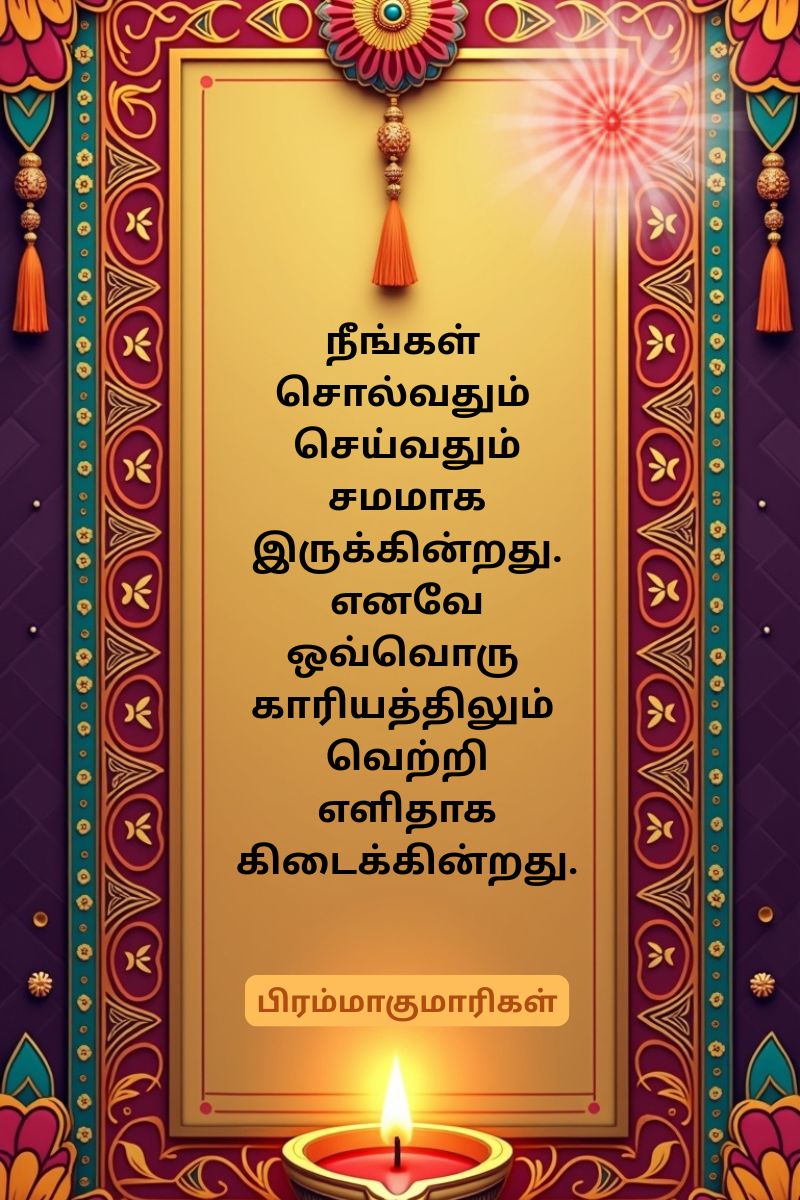 நீங்கள்
சொல்வதும்
செய்வதும்
சமமாக
இருக்கின்றது.
எனவே
ஒவ்வொரு
காரியத்திலும்
வெற்றி
எளிதாக
கிடைக்கின்றது.
பிரம்மாகுமாரிகள்